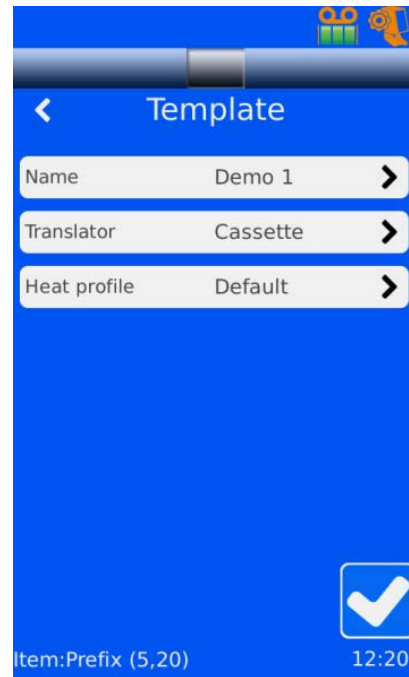 Template
Name Demo 1
Translator Cassette
Heat profile Default
Item:Prefix (5,20) 12:20